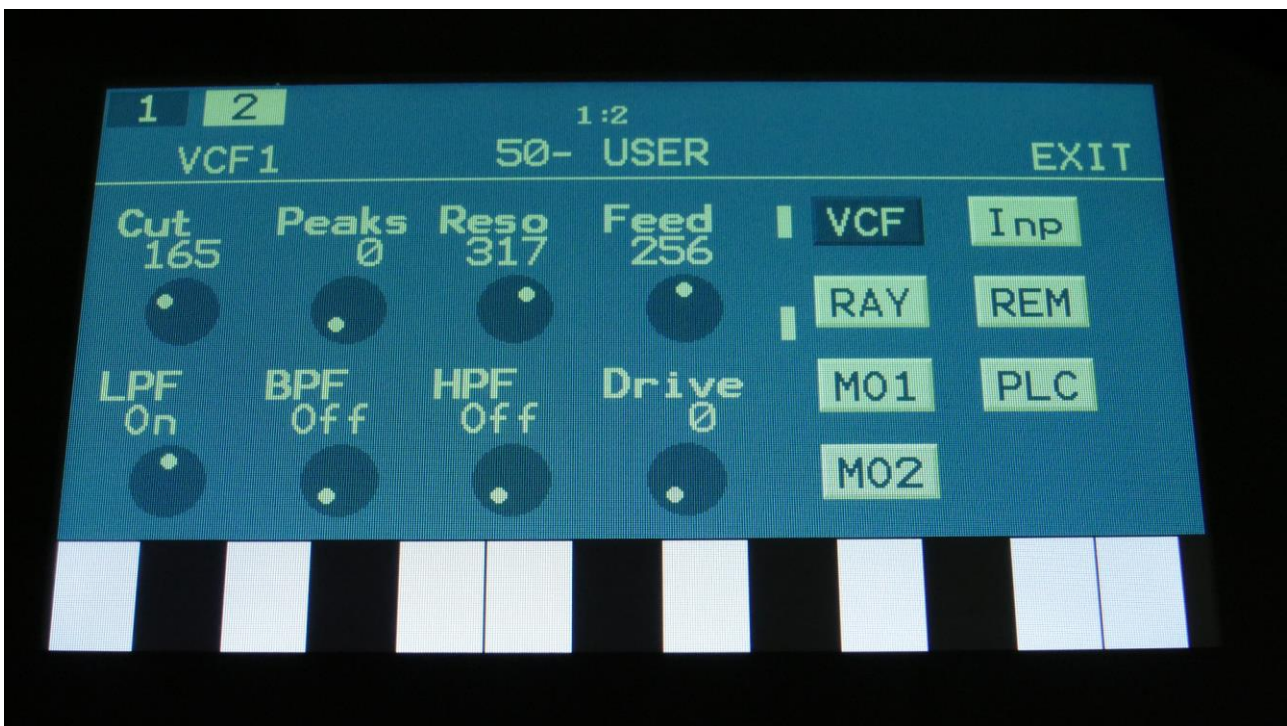 1 2
1:2
VCF1 50- USER EXIT
Cut Peaks Reso Feed VCF Inp
165 0 317 256
RAY REM
LPF BPF HPF Drive MO1 PLC
On Off Off 0
MO2